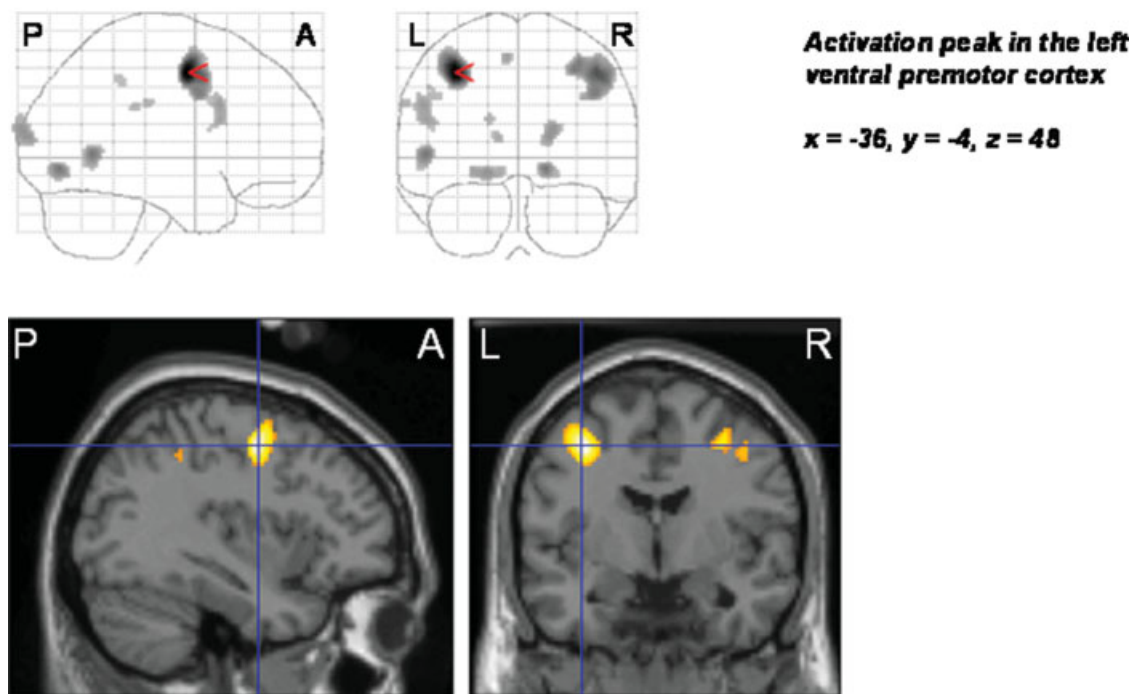 P A
L R
Activation peak in the left
ventral premotor cortex
x = -36, y = -4, z = 48
P A
L R